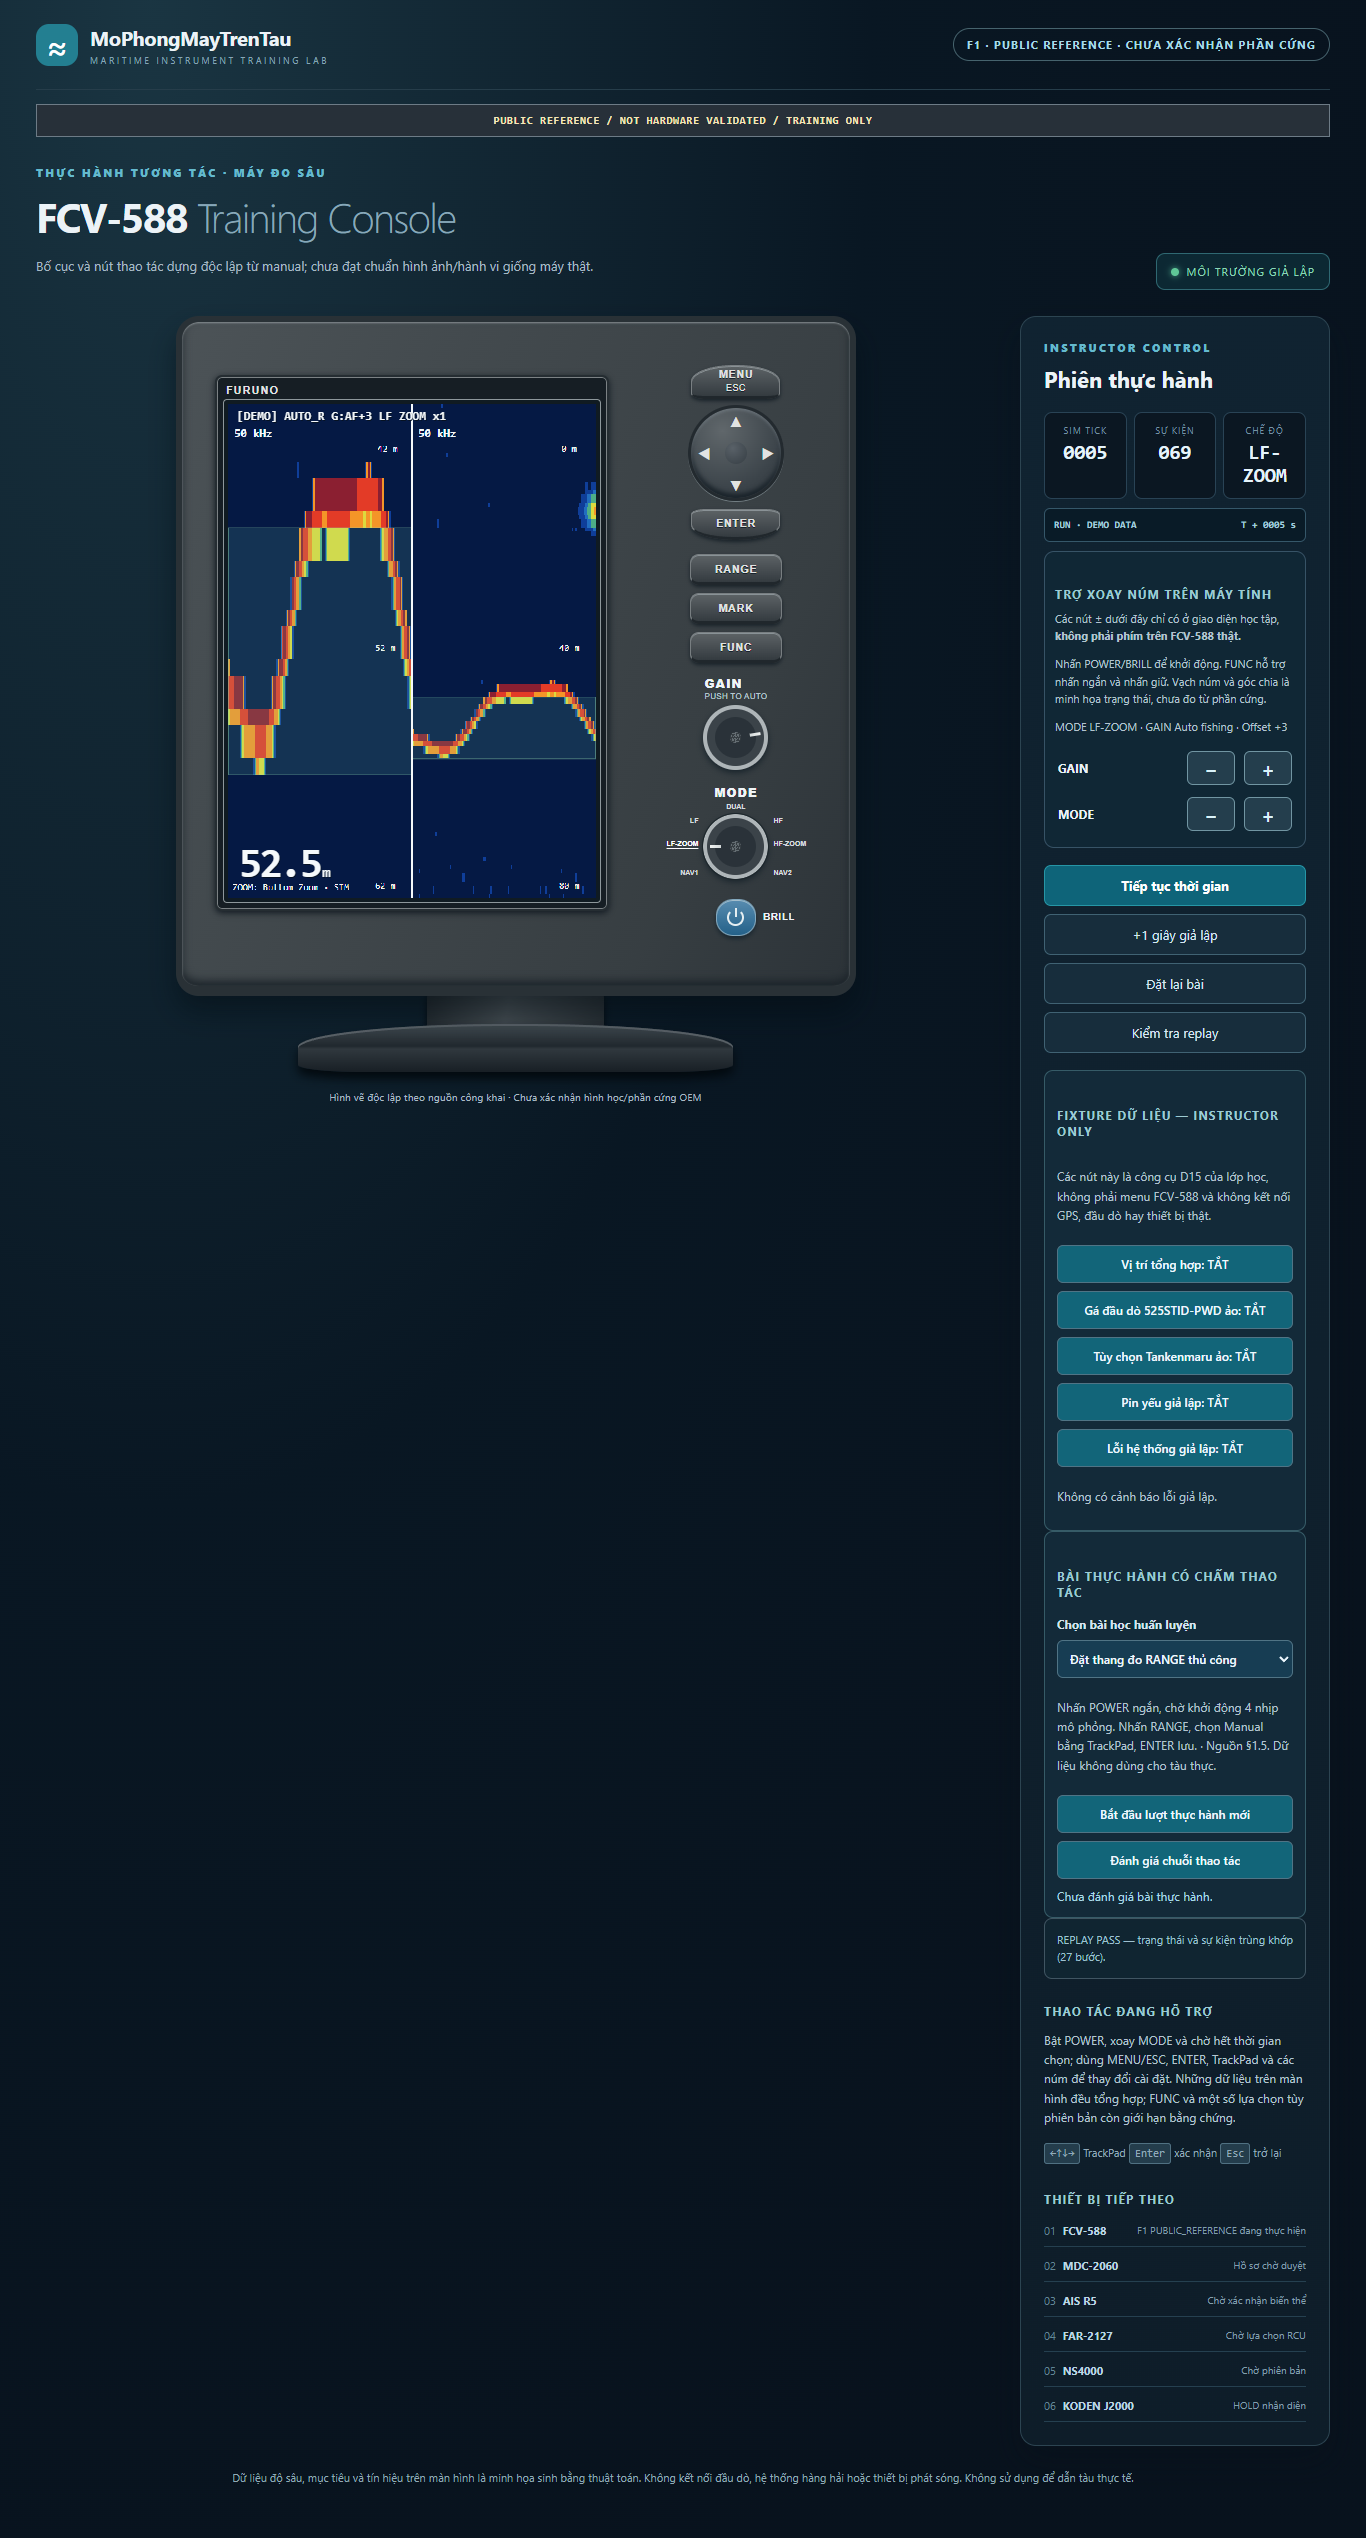 MoPhongMayTrenTau
MARITIME INSTRUMENT TRAINING LAB
F1 · PUBLIC REFERENCE · CHƯA XÁC NHẬN PHẦN CỨNG
PUBLIC REFERENCE / NOT HARDWARE VALIDATED / TRAINING ONLY
THỰC HÀNH TƯƠNG TÁC · MÁY ĐO SÂU
FCV-588 Training Console
Bố cục và nút thao tác dựng độc lập từ manual; chưa đạt chuẩn hình ảnh/hành vi giống máy thật.
MÔI TRƯỜNG GIẢ LẬP
FURUNO
[DEMO] AUTO_R G:AF+3 LF ZOOM x1
50 kHz
50 kHz
42 m
0 m
52 m
40 m
52.5m
ZOOM: Bottom Zoom · SIM
62 m
80 m
MENU
ESC
ENTER
RANGE
MARK
FUNC
GAIN
PUSH TO AUTO
MODE
DUAL
LF
HF
LF-ZOOM
HF-ZOOM
NAV1
NAV2
BRILL
Hình vẽ độc lập theo nguồn công khai · Chưa xác nhận hình học/phần cứng OEM
INSTRUCTOR CONTROL
Phiên thực hành
SIM TICK
0005
SỰ KIỆN
069
CHẾ ĐỘ
LF-
ZOOM
RUN · DEMO DATA
T + 0005 s
TRỢ XOAY NÚM TRÊN MÁY TÍNH
Các nút ± dưới đây chỉ có ở giao diện học tập,
không phải phím trên FCV-588 thật.
Nhấn POWER/BRILL để khởi động. FUNC hỗ trợ
nhấn ngắn và nhấn giữ. Vạch núm và góc chia là
minh họa trạng thái, chưa đo từ phần cứng.
MODE LF-ZOOM · GAIN Auto fishing · Offset +3
GAIN
−
+
MODE
−
+
Tiếp tục thời gian
+1 giây giả lập
Đặt lại bài
Kiểm tra replay
FIXTURE DỮ LIỆU — INSTRUCTOR
ONLY
Các nút này là công cụ D15 của lớp học,
không phải menu FCV-588 và không kết nối
GPS, đầu dò hay thiết bị thật.
Vị trí tổng hợp: TẮT
Gá đầu dò 525STID-PWD ảo: TẮT
Tùy chọn Tankenmaru ảo: TẮT
Pin yếu giả lập: TẮT
Lỗi hệ thống giả lập: TẮT
Không có cảnh báo lỗi giả lập.
BÀI THỰC HÀNH CÓ CHẤM THAO
TÁC
Chọn bài học huấn luyện
Đặt thang đo RANGE thủ công
Nhấn POWER ngắn, chờ khởi động 4 nhịp
mô phỏng. Nhấn RANGE, chọn Manual
bằng TrackPad, ENTER lưu. · Nguồn §1.5. Dữ
liệu không dùng cho tàu thực.
Bắt đầu lượt thực hành mới
Đánh giá chuỗi thao tác
Chưa đánh giá bài thực hành.
REPLAY PASS — trạng thái và sự kiện trùng khớp
(27 bước).
THAO TÁC ĐANG HỖ TRỢ
Bật POWER, xoay MODE và chờ hết thời gian
chọn; dùng MENU/ESC, ENTER, TrackPad và các
núm để thay đổi cài đặt. Những dữ liệu trên màn
hình đều tổng hợp; FUNC và một số lựa chọn tùy
phiên bản còn giới hạn bằng chứng.
←↑↓→ TrackPad Enter xác nhận Esc trở lại
THIẾT BỊ TIẾP THEO
01 FCV-588 F1 PUBLIC_REFERENCE đang thực hiện
02 MDC-2060 Hồ sơ chờ duyệt
03 AIS R5 Chờ xác nhận biến thể
04 FAR-2127 Chờ lựa chọn RCU
05 NS4000 Chờ phiên bản
06 KODEN J2000 HOLD nhận diện
Dữ liệu độ sâu, mục tiêu và tín hiệu trên màn hình là minh họa sinh bằng thuật toán. Không kết nối đầu dò, hệ thống hàng hải hoặc thiết bị phát sóng. Không sử dụng để dẫn tàu thực tế.